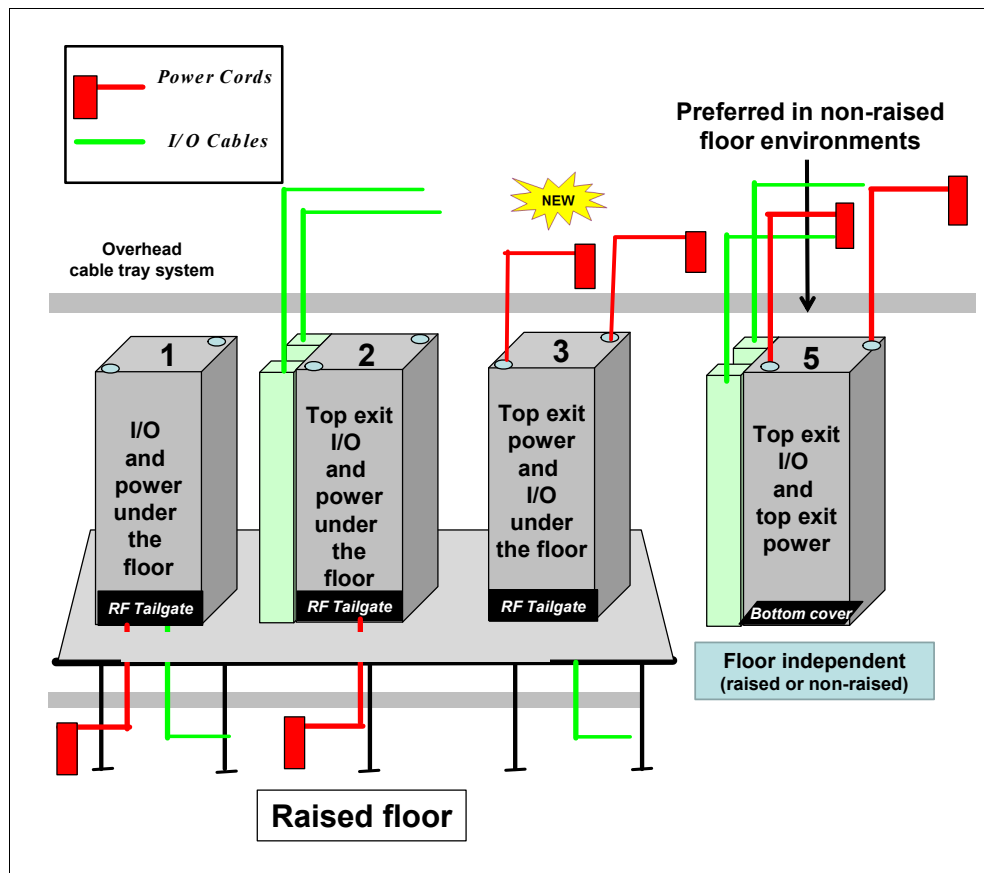 Power Cords
I/O Cables
Preferred in non-raised
floor environments
NEW
Overhead
cable tray system
1
I/O
and
power
under
the
floor
RF Tailgate
2
Top exit
I/O
and
power
under
the
floor
RF Tailgate
3
Top exit
power
and
I/O
under
the floor
RF Tailgate
5
Top exit
I/O
and
top exit
power
Bottom cover
Floor independent
(raised or non-raised)
Raised floor